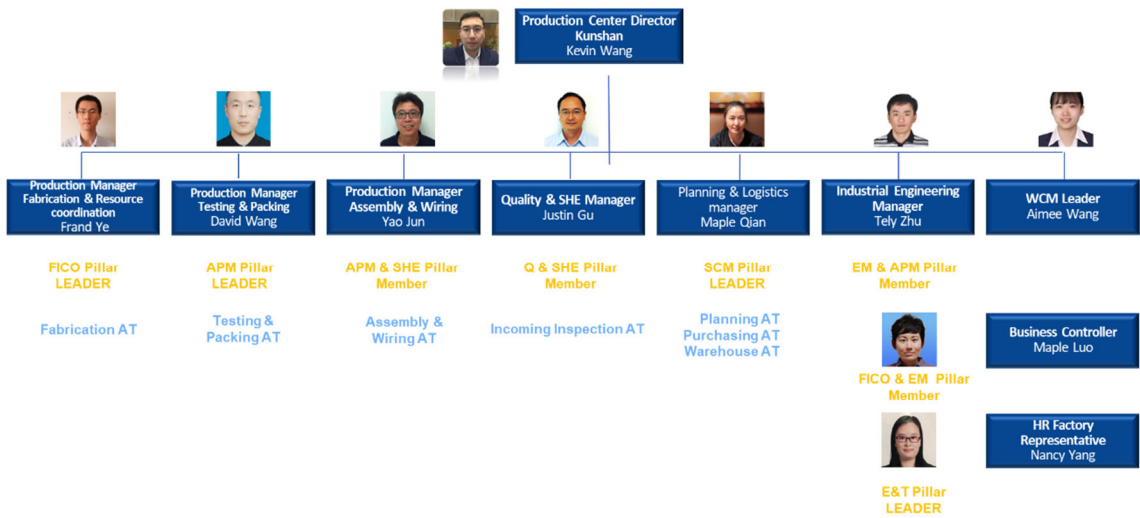 Production Center Director
Kunshan
Kevin Wang
Production Manager
Fabrication & Resource
coordination
Frand Ye
Production Manager
Testing & Packing
David Wang
Production Manager
Assembly & Wiring
Yao Jun
Quality & SHE Manager
Justin Gu
Planning & Logistics
manager
Maple Qian
Industrial Engineering
Manager
Tely Zhu
WCM Leader
Aimee Wang
FICO Pillar
LEADER
APM Pillar
LEADER
APM & SHE Pillar
Member
Q & SHE Pillar
Member
SCM Pillar
LEADER
EM & APM Pillar
Member
Fabrication AT
Testing &
Packing AT
Assembly &
Wiring AT
Incoming Inspection AT
Planning AT
Purchasing AT
Warehouse AT
Business Controller
Maple Luo
FICO & EM Pillar
Member
HR Factory
Representative
Nancy Yang
E&T Pillar
LEADER